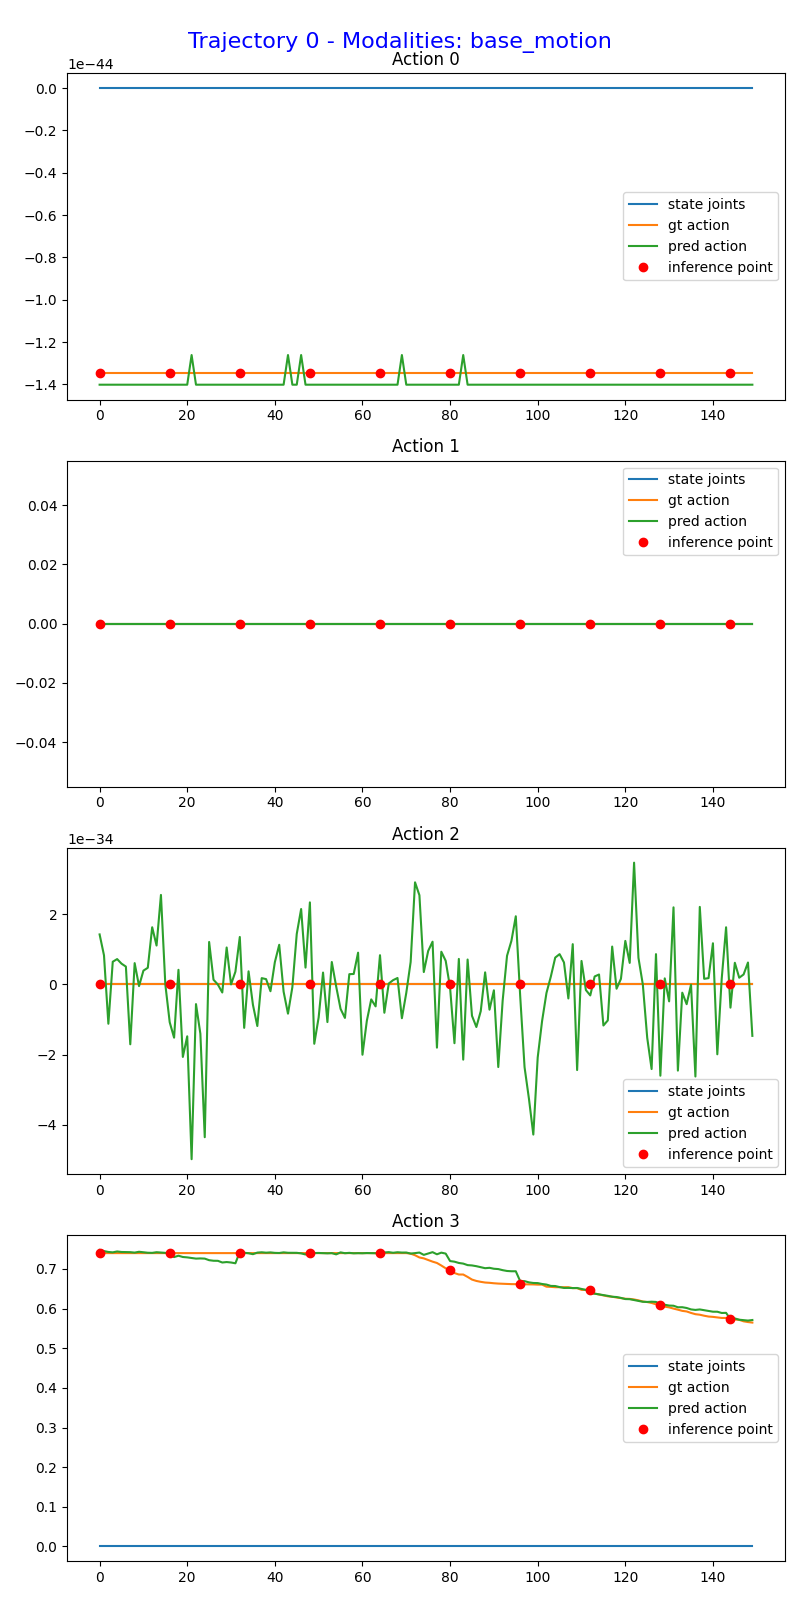 Trajectory 0 - Modalities: base_motion
Action 0
1e−44
0.0
−0.2
−0.4
−0.6
−0.8
−1.0
−1.2
−1.4
state joints
gt action
pred action
inference point
0 20 40 60 80 100 120 140
Action 1
0.04
0.02
0.00
−0.02
−0.04
state joints
gt action
pred action
inference point
0 20 40 60 80 100 120 140
Action 2
1e−34
2
0
−2
−4
state joints
gt action
pred action
inference point
0 20 40 60 80 100 120 140
Action 3
0.7
0.6
0.5
0.4
0.3
0.2
0.1
0.0
state joints
gt action
pred action
inference point
0 20 40 60 80 100 120 140